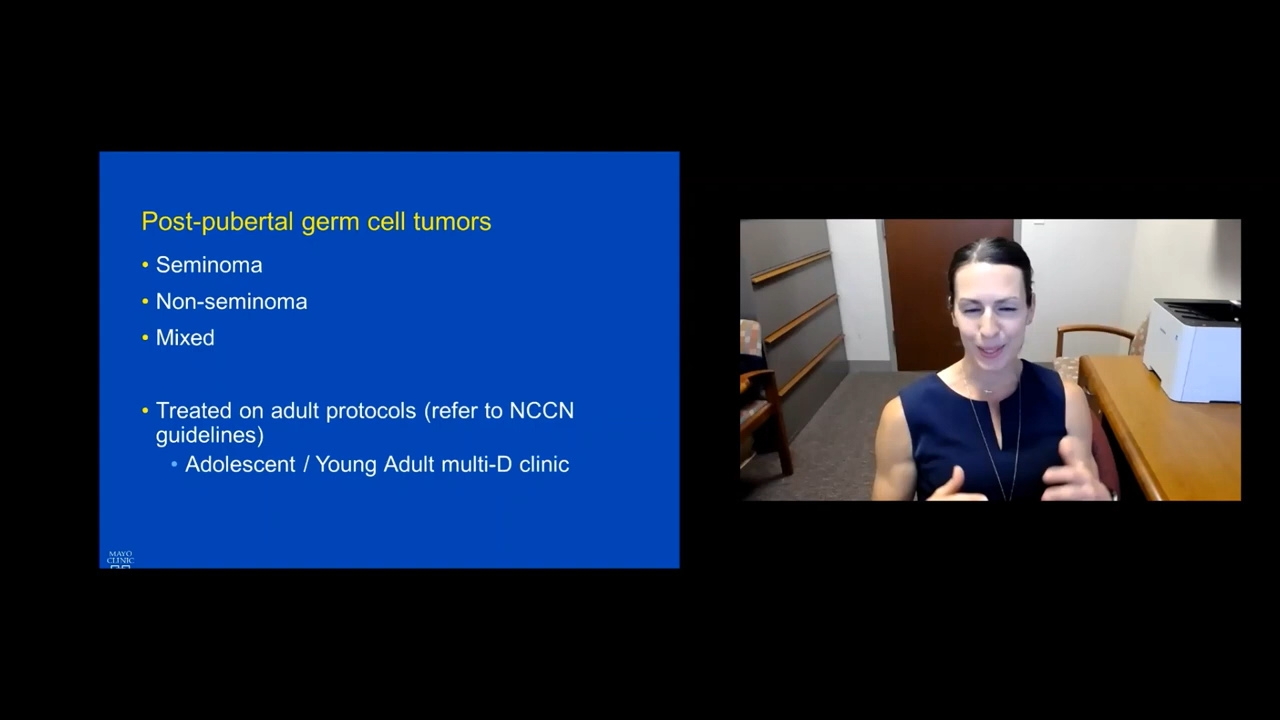 Post-pubertal germ cell tumors
• Seminoma
• Non-seminoma
• Mixed
• Treated on adult protocols (refer to NCCN
guidelines)
• Adolescent / Young Adult multi-D clinic
MAYO
CLINIC